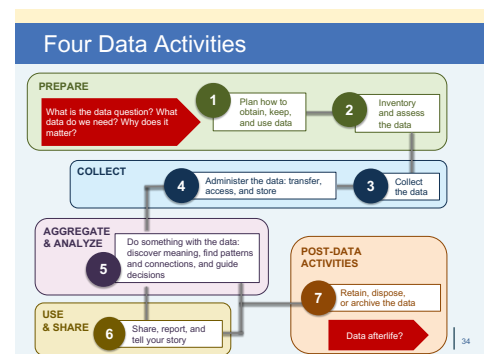 Four Data Activities
PREPARE
What is the data question? What
data do we need? Why does it
matter?
1
Plan how to
obtain, keep,
and use data
2
Inventory
and assess
the data
COLLECT
4
Administer the data: transfer,
access, and store
3
Collect
the data
AGGREGATE
& ANALYZE
5
Do something with the data:
discover meaning, find patterns
and connections, and guide
decisions
POST-DATA
ACTIVITIES
7
Retain, dispose,
or archive the data
Data afterlife?
USE
& SHARE
6
Share, report, and
tell your story
34